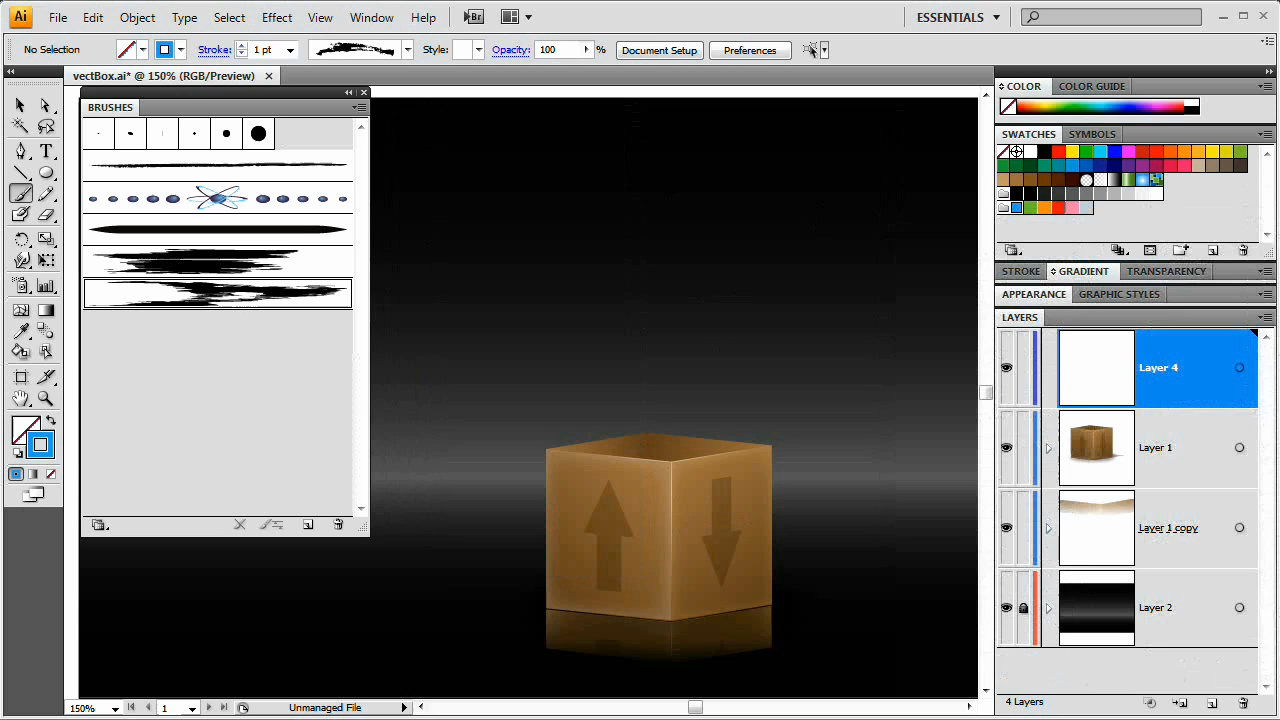 Ai File Edit Object Type Select Effect View Window Help Br ESSENTIALS
No Selection Stroke: 1 pt Style: Opacity: 100 % Document Setup Preferences
vectBox.ai* @ 150% (RGB/Preview)
BRUSHES
COLOR COLOR GUIDE
SWATCHES SYMBOLS
STROKE GRADIENT TRANSPARENCY
APPEARANCE GRAPHIC STYLES
LAYERS
Layer 4
Layer 1
Layer 1 copy
Layer 2
4 Layers
150% 1 Unmanaged File